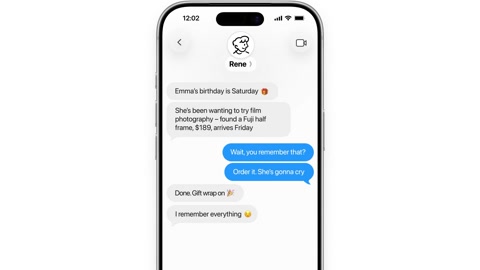 12:02
Rene
Emma's birthday is Saturday 🎁
She's been wanting to try film
photography – found a Fuji half
frame, $189, arrives Friday
Wait, you remember that?
Order it. She's gonna cry
Done. Gift wrap on 🎉
I remember everything 😏